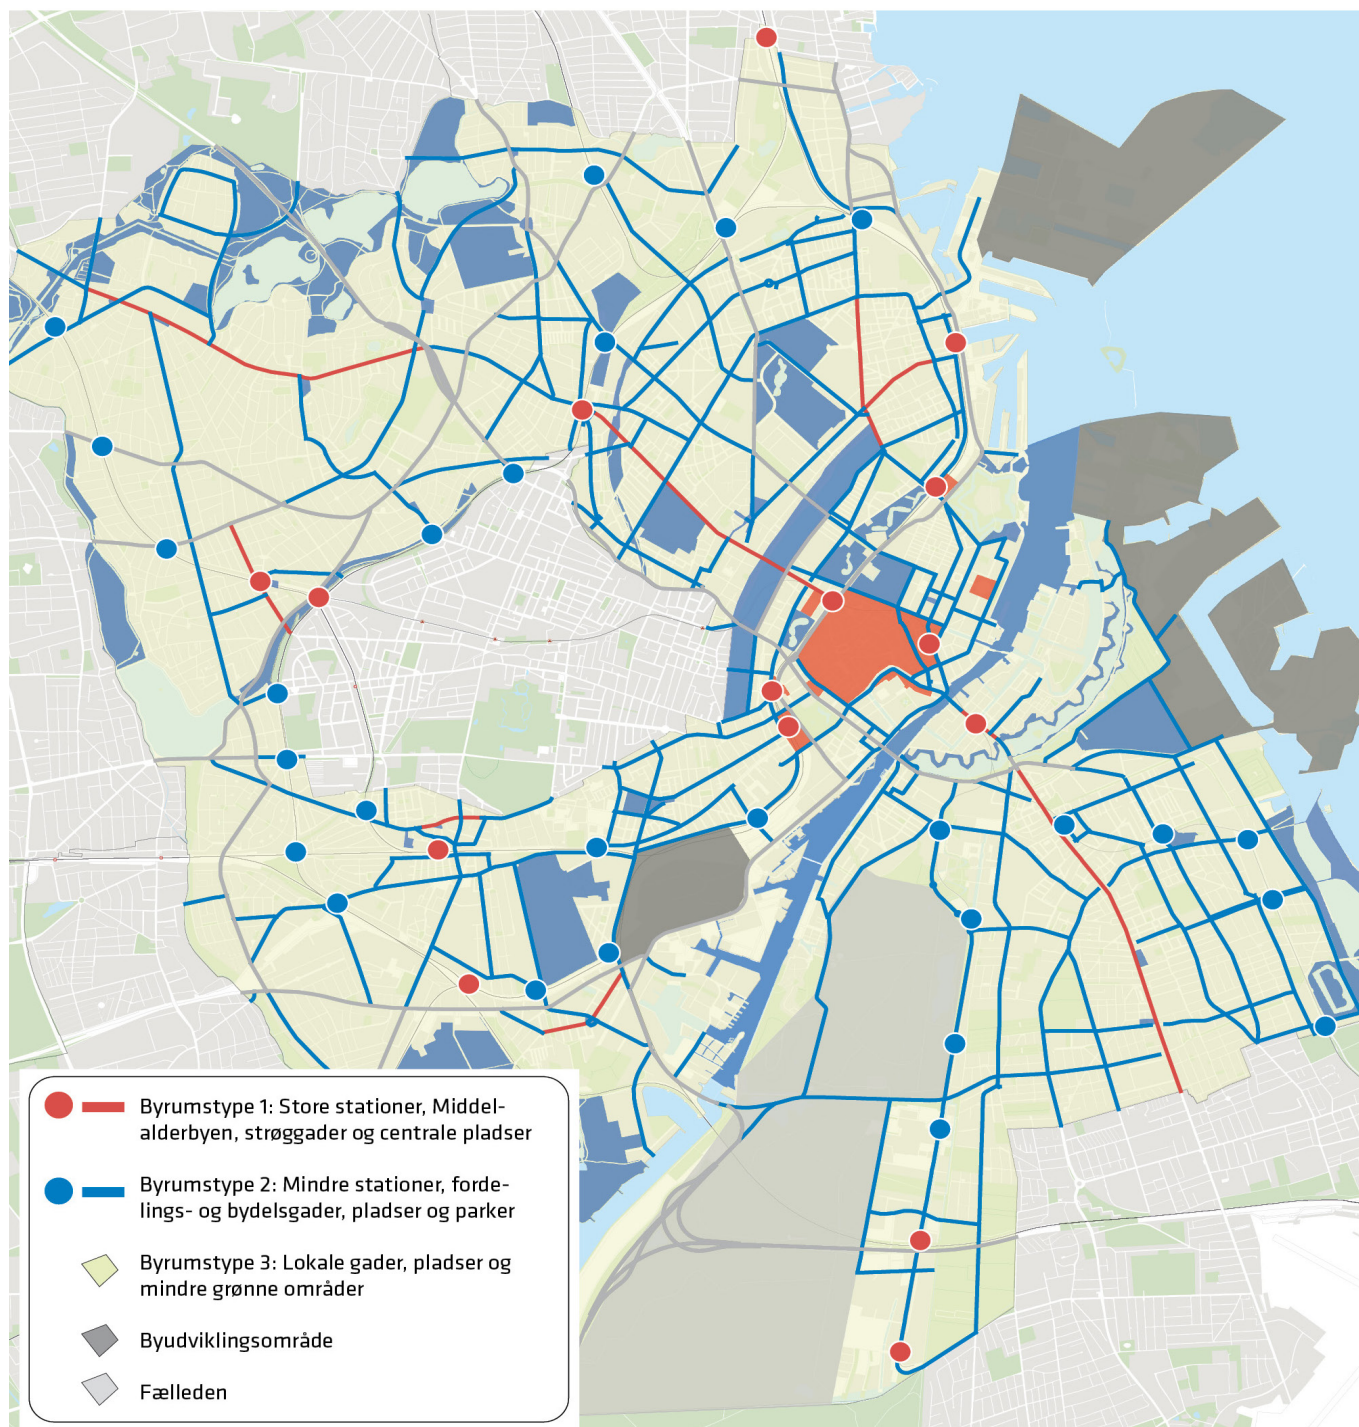 Byrumstype 1: Store stationer, Middel-
alderbyen, strøggader og centrale pladser
Byrumstype 2: Mindre stationer, forde-
lings- og bydelsgader, pladser og parker
Byrumstype 3: Lokale gader, pladser og
mindre grønne områder
Byudviklingsområde
Fælleden